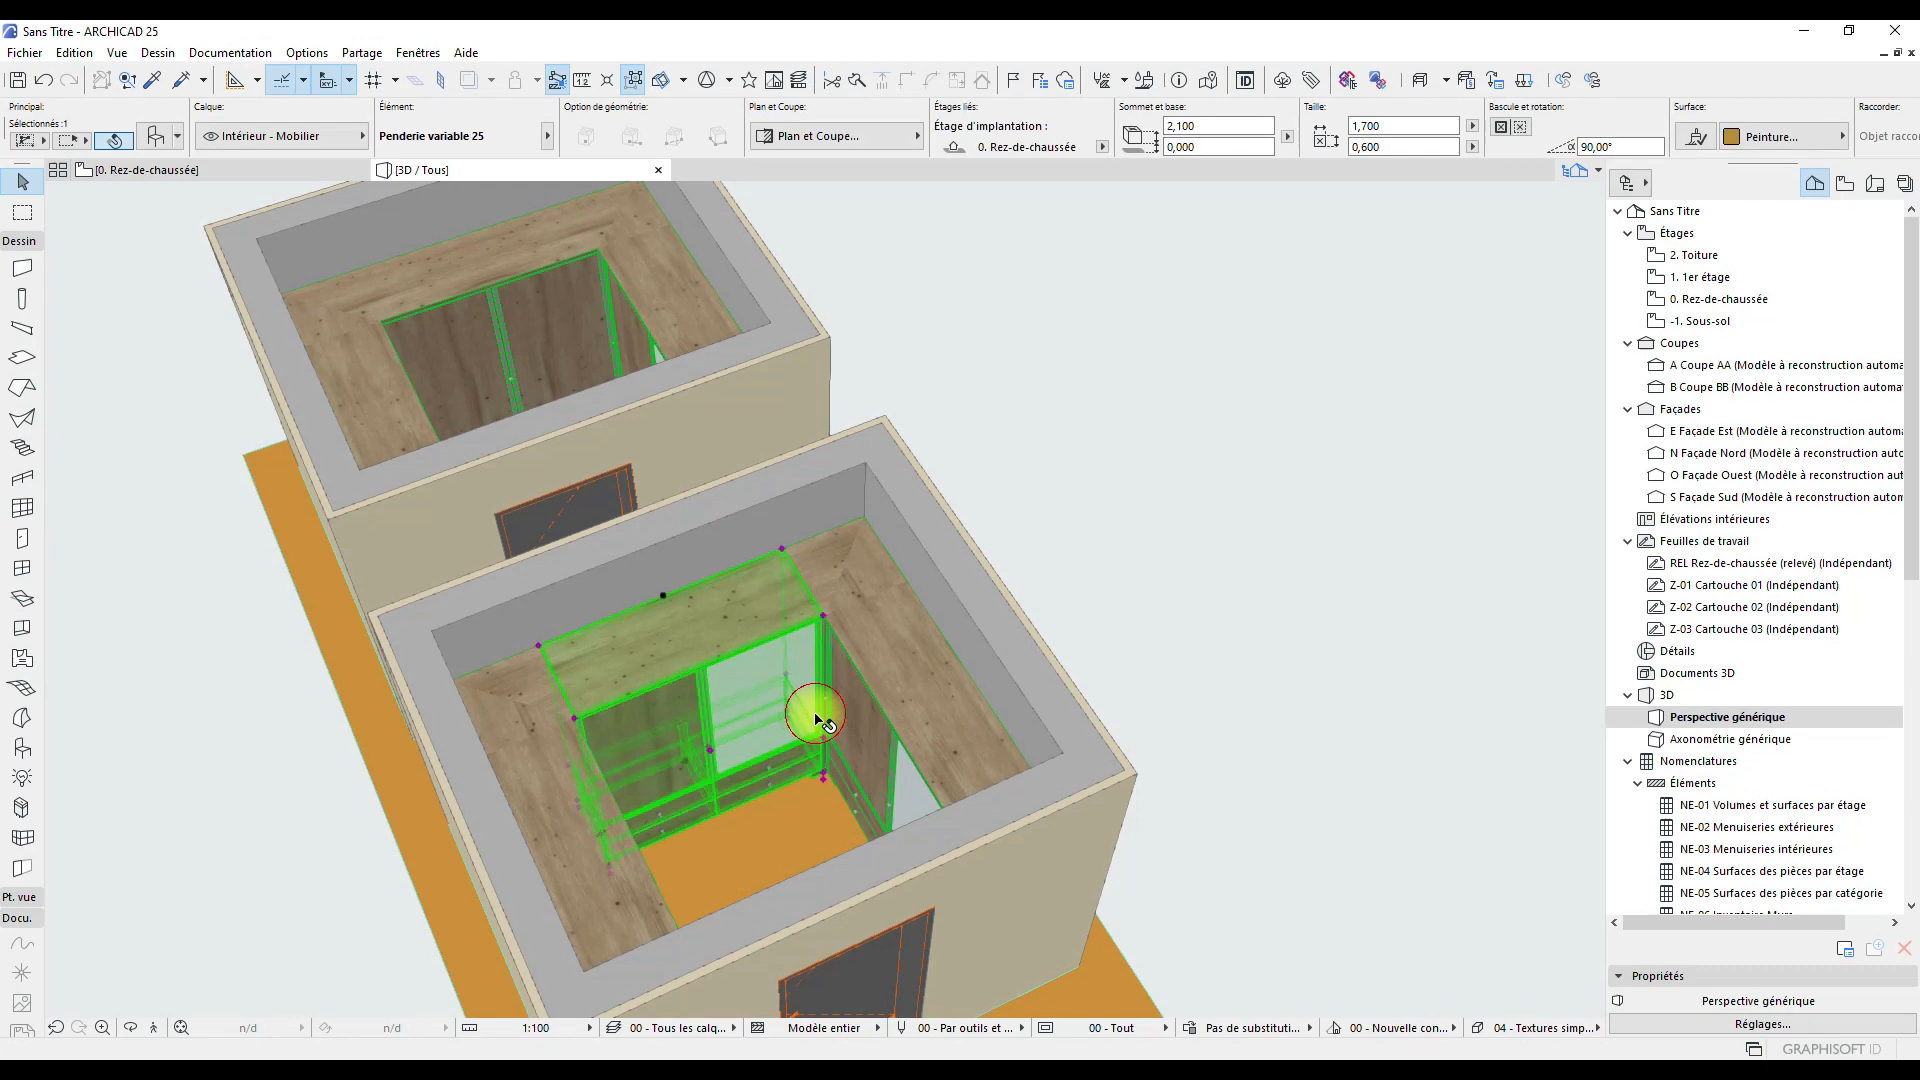 Sans Titre - ARCHICAD 25
Fichier Edition Vue Dessin Documentation Options Partage Fenêtres Aide
Principal: Calque: Élément: Option de géométrie: Plan et Coupe: Étages liés: Sommet et base: Taille: Bascule et rotation: Surface: Raccorder:
Sélectionnés :1 Intérieur - Mobilier Penderie variable 25 Plan et Coupe... Étage d'implantation : 2,100 1,700 Peinture... Objet racco
0. Rez-de-chaussée 0,000 0,600 90,00°
[0. Rez-de-chaussée] [3D / Tous]
Dessin
Pt. vue
Docu.
Sans Titre
Étages
2. Toiture
1. 1er étage
0. Rez-de-chaussée
-1. Sous-sol
Coupes
A Coupe AA (Modèle à reconstruction automa
B Coupe BB (Modèle à reconstruction automa
Façades
E Façade Est (Modèle à reconstruction autom
N Façade Nord (Modèle à reconstruction auto
O Façade Ouest (Modèle à reconstruction aut
S Façade Sud (Modèle à reconstruction auton
Élévations intérieures
Feuilles de travail
REL Rez-de-chaussée (relevé) (Indépendant)
Z-01 Cartouche 01 (Indépendant)
Z-02 Cartouche 02 (Indépendant)
Z-03 Cartouche 03 (Indépendant)
Détails
Documents 3D
3D
Perspective générique
Axonométrie générique
Nomenclatures
Éléments
NE-01 Volumes et surfaces par étage
NE-02 Menuiseries extérieures
NE-03 Menuiseries intérieures
NE-04 Surfaces des pièces par étage
NE-05 Surfaces des pièces par catégorie
NE-06 Inventaire Murs
Propriétés
Perspective générique
Réglages...
n/d n/d 1:100 00 - Tous les calq... Modèle entier 00 - Par outils et ... 00 - Tout Pas de substituti... 00 - Nouvelle con... 04 - Textures simp...
GRAPHISOFT ID